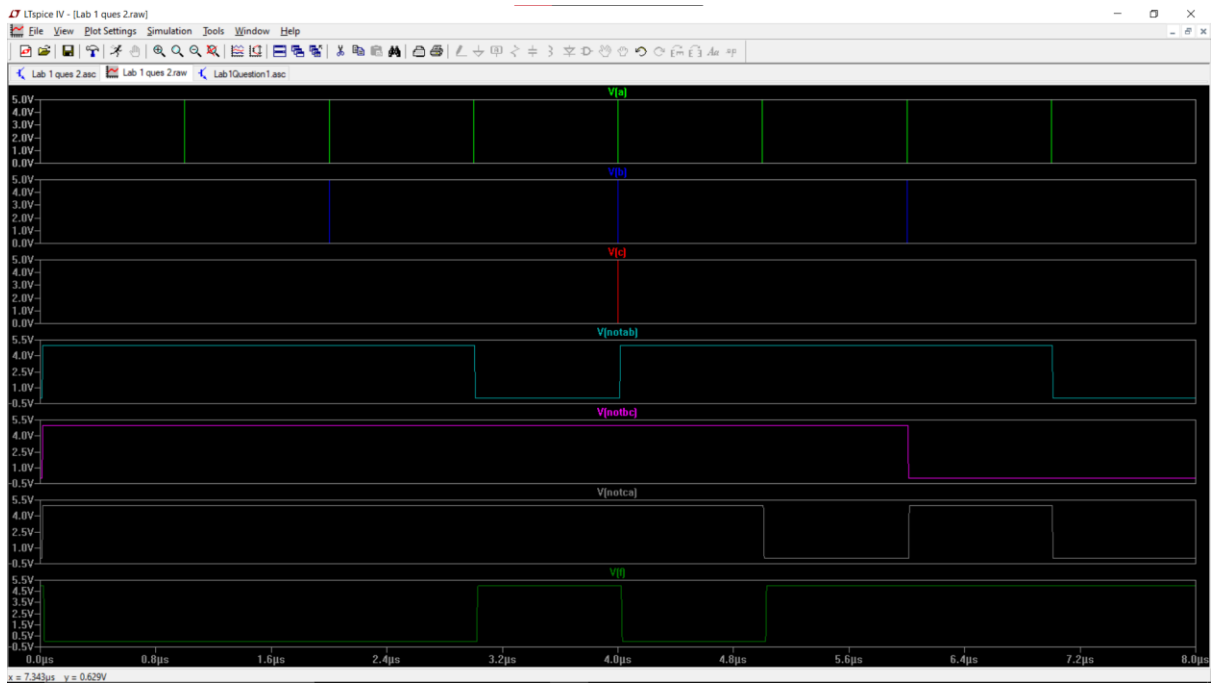 LTspice IV - [Lab 1 ques 2.raw]
File View Plot Settings Simulation Tools Window Help
Lab 1 ques 2.asc Lab 1 ques 2.raw Lab1Question1.asc
V(a)
5.0V
4.0V
3.0V
2.0V
1.0V
0.0V
V(b)
5.0V
4.0V
3.0V
2.0V
1.0V
0.0V
V(c)
5.0V
4.0V
3.0V
2.0V
1.0V
0.0V
V(notab)
5.5V
4.0V
2.5V
1.0V
-0.5V
V(notbc)
5.5V
4.0V
2.5V
1.0V
-0.5V
V(notca)
5.5V
4.0V
2.5V
1.0V
-0.5V
V(f)
5.5V
4.5V
3.5V
2.5V
1.5V
0.5V
-0.5V
0.0µs 0.8µs 1.6µs 2.4µs 3.2µs 4.0µs 4.8µs 5.6µs 6.4µs 7.2µs 8.0µs
x = 7.343µs y = 0.629V